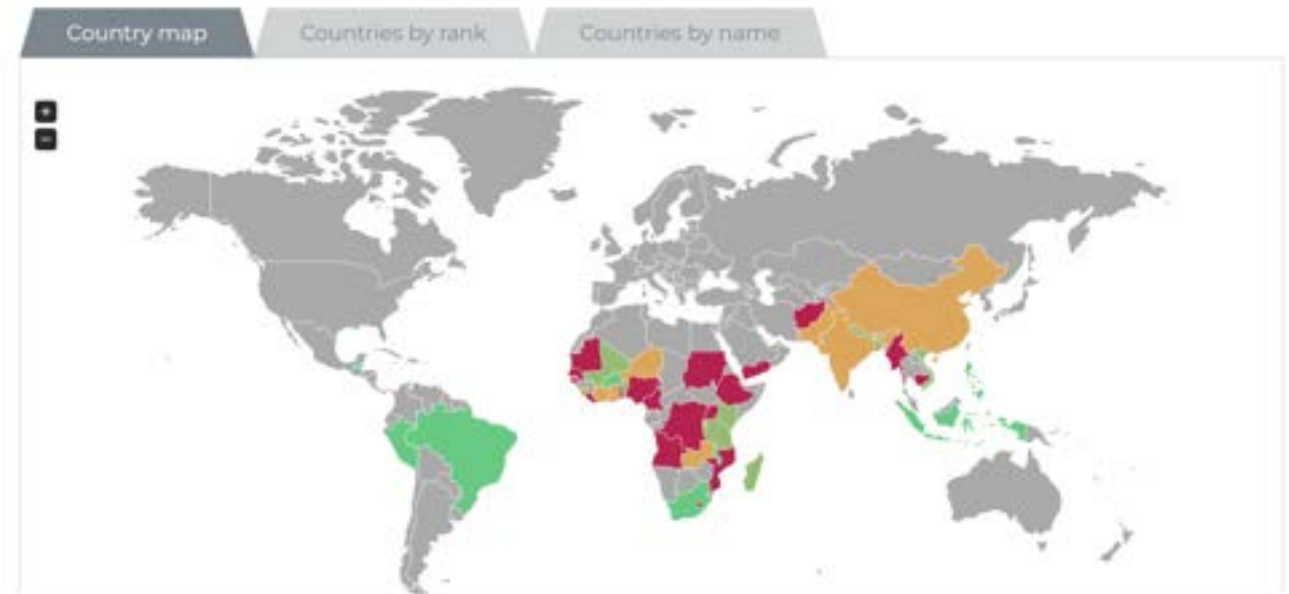 Country map
Countries by rank
Countries by name
+
−